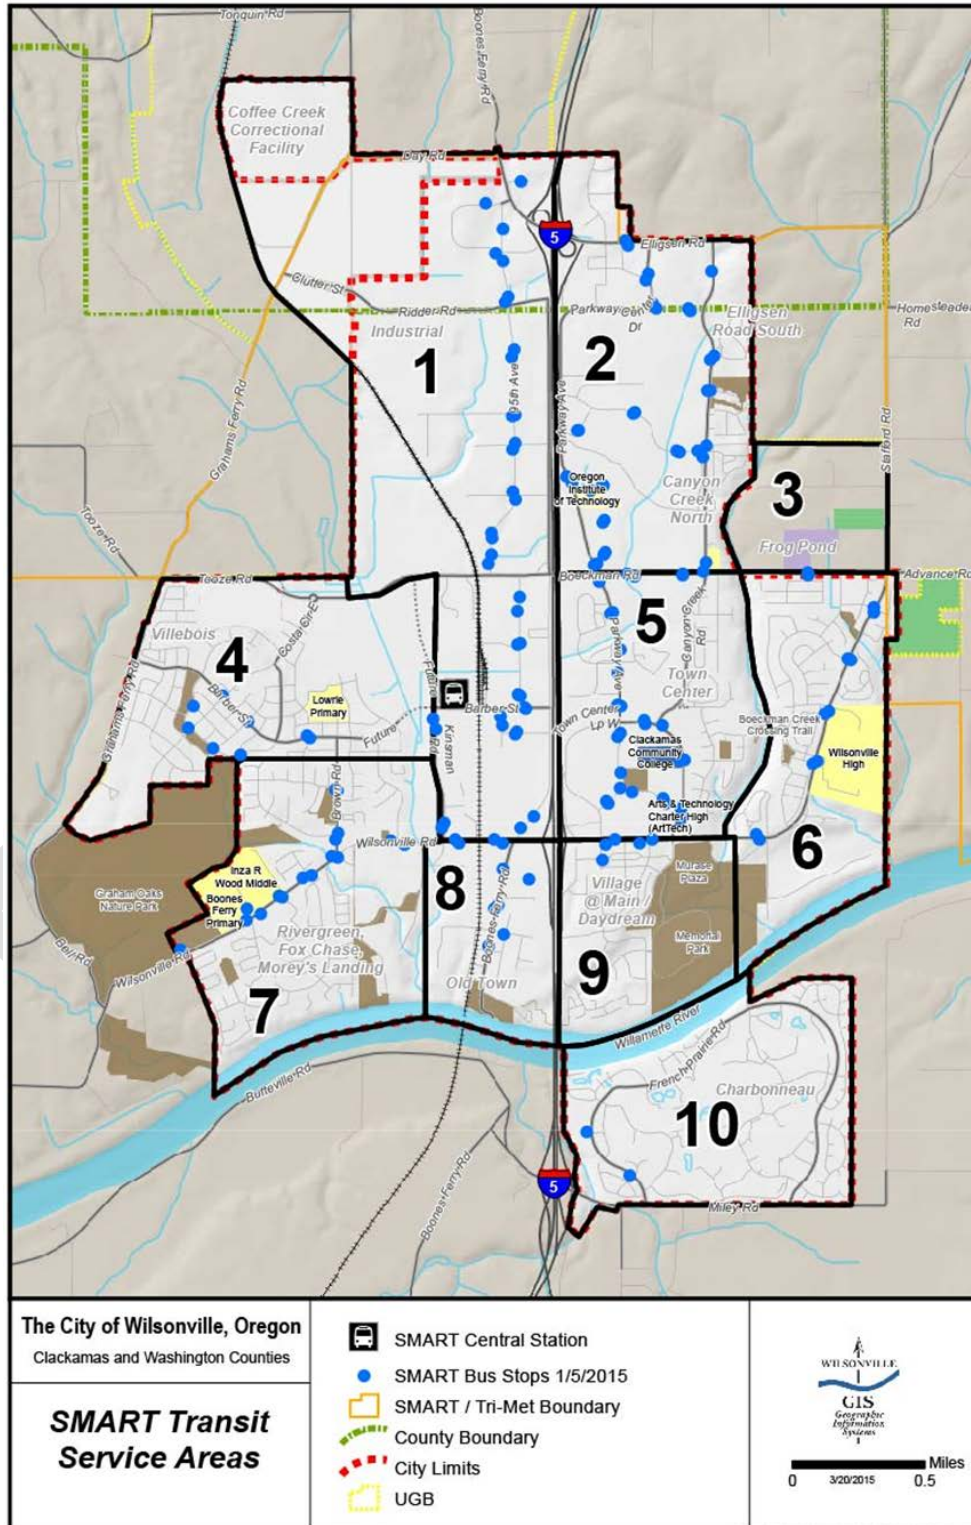 Tonquin Rd
Boones Ferry Rd
Coffee Creek
Correctional
Facility
Day Rd
5
Elligsen Rd
Clutter St
Ridder Rd
Parkway Center
Dr
Elligsen
Road South
Homesteader
Rd
Industrial
1
2
95th Ave
Parkway Ave
Grahams Ferry Rd
Stafford Rd
Oregon
Institute
of Technology
Canyon
Creek
North
3
Frog Pond
Tooze Rd
Tooze Rd
Boeckman Rd
Advance Rd
Villebois
4
Costa Cir E
5
Parkway Ave
Canyon Creek
Rd
Town
Center
Grahams Ferry Rd
Barber St
Lowrie
Primary
Future
Future
Kinsman
Rd
Barber St
Town Center
Lp W
Boeckman Creek
Crossing Trail
Clackamas
Community
College
Wilsonville
High
Brown Rd
Arts & Technology
Charter High
(ArtTech)
Wilsonville Rd
6
Inza R
Wood Middle
Boones
Ferry
Primary
Graham Oaks
Nature Park
8
Boones Ferry Rd
Village
@ Main /
Daydream
Murase
Plaza
Memorial
Park
Bell Rd
Wilsonville Rd
Rivergreen,
Fox Chase,
Morey's Landing
7
Old Town
9
Willamette River
Butteville Rd
French Prairie Rd
Charbonneau
10
Boones Ferry Rd
5
Miley Rd
The City of Wilsonville, Oregon
Clackamas and Washington Counties
SMART Transit
Service Areas
SMART Central Station
SMART Bus Stops 1/5/2015
SMART / Tri-Met Boundary
County Boundary
City Limits
UGB
WILSONVILLE
GIS
Geographic
Information
Systems
Miles
0 3/20/2015 0.5